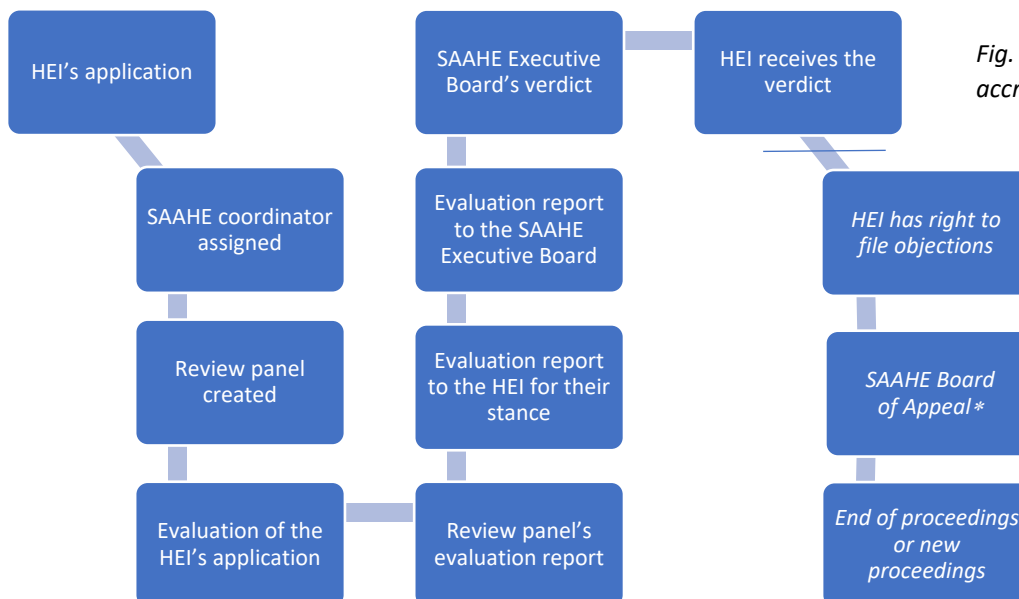 HEI's application
SAAHE coordinator
assigned
Review panel
created
Evaluation of the
HEI's application
Review panel's
evaluation report
Evaluation report
to the HEI for their
stance
Evaluation report
to the SAAHE
Executive Board
SAAHE Executive
Board's verdict
HEI receives the
verdict
HEI has right to
file objections
SAAHE Board
of Appeal*
End of proceedings
or new
proceedings
Fig.
accr